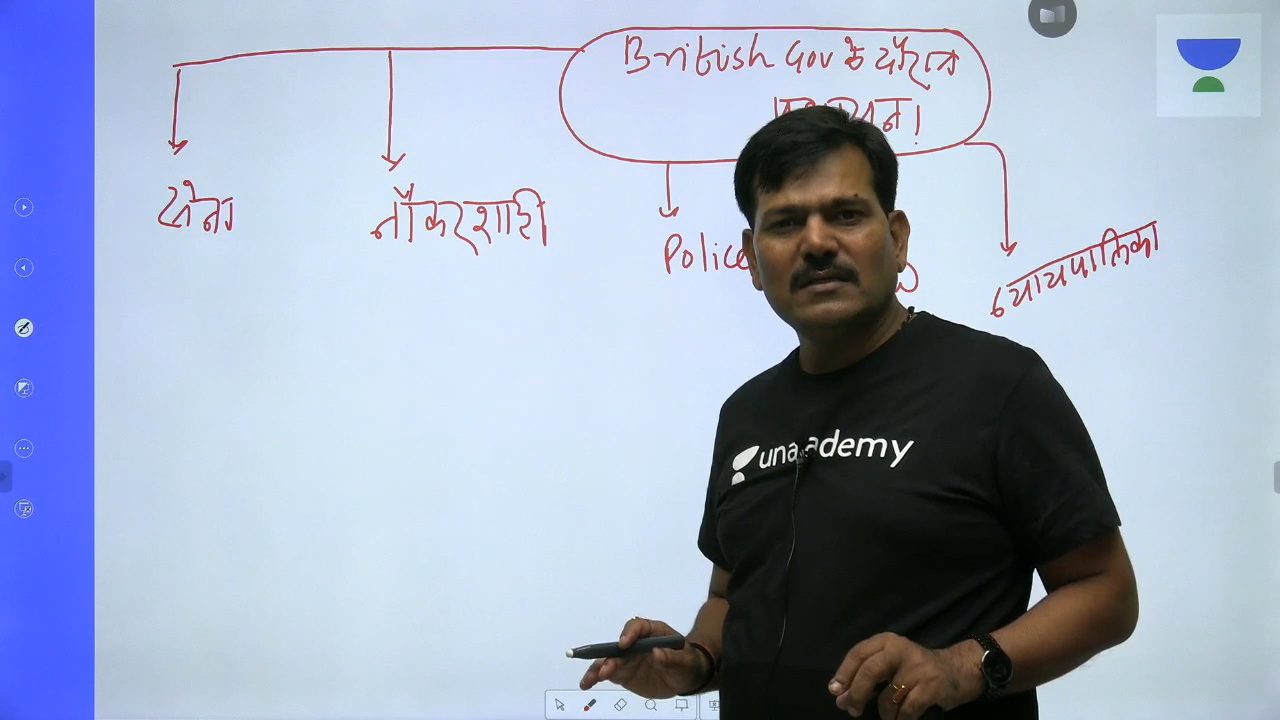 British Gov के दौरान
सेना
नौकरशाही
Police
न्यायपालिका
unacademy